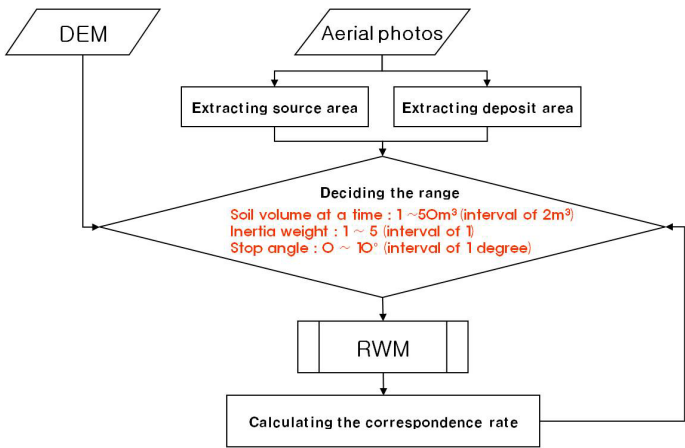 DEM
Aerial photos
Extracting source area
Extracting deposit area
Deciding the range
Soil volume at a time : 1 ~50m³ (interval of 2m³)
Inertia weight : 1 ~ 5 (interval of 1)
Stop angle : 0 ~ 10° (interval of 1 degree)
RWM
Calculating the correspondence rate